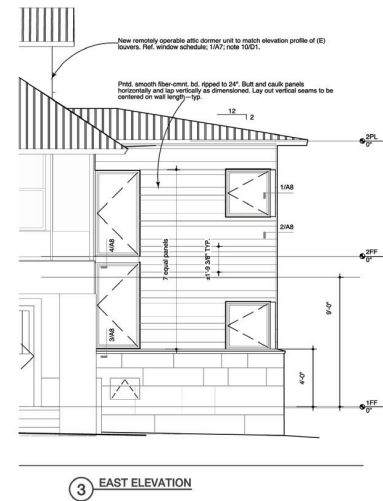 New remotely operable attic dormer unit to match elevation profile of (E)
louvers. Ref. window schedule; 1/A7; note 10/D1.
Pntd. smooth fiber-cmnt. bd. ripped to 24". Butt and caulk panels
horizontally and lap vertically as dimensioned. Lay out vertical seams to be
centered on wall length—typ.
12
2
2PL
0"
1/A8
2/A8
4/A8
7 equal panels
±1'-9 3/8" TYP.
2FF
0"
9'-0"
3/A8
4'-0"
1FF
0"
3 EAST ELEVATION